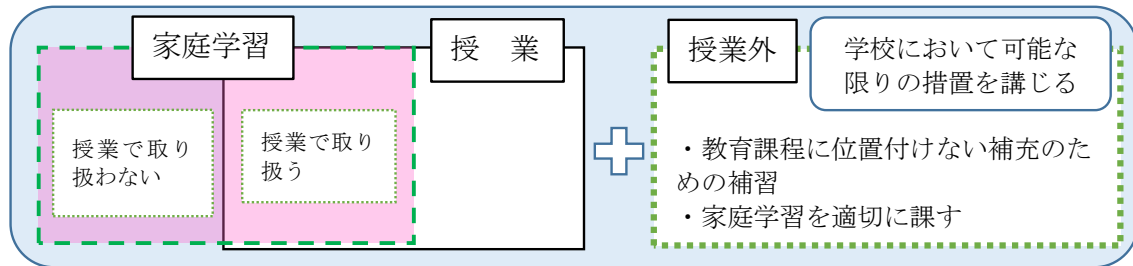 家庭学習
授　業
授業で取り
扱わない
授業で取り
扱う
授業外
学校において可能な
限りの措置を講じる
・教育課程に位置付けない補充のた
めの補習
・家庭学習を適切に課す